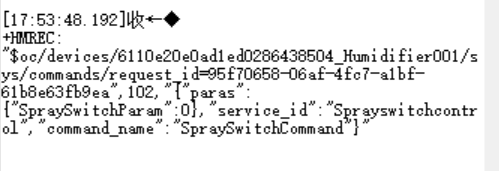 [17:53:48.192]收←◆
+HMREC:
"$oc/devices/6110e20e0ad1ed0286438504_Humidifier001/s
ys/commands/request_id=95f70658-06af-4fc7-a1bf-
61b8e63fb9ea",102,"{"paras":
{"SpraySwitchParam":0},"service_id":"Sprayswitchcontr
ol","command_name":"SpraySwitchCommand"}"